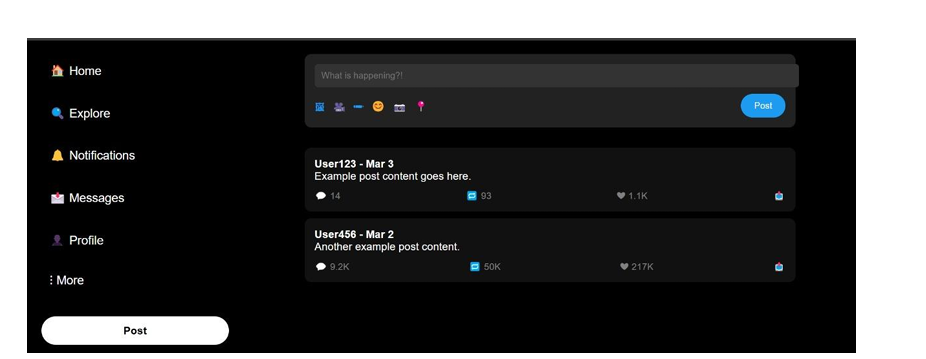 Home
Explore
Notifications
Messages
Profile
More
Post
What is happening?!
Post
User123 - Mar 3
Example post content goes here.
14 93 1.1K
User456 - Mar 2
Another example post content.
9.2K 50K 217K